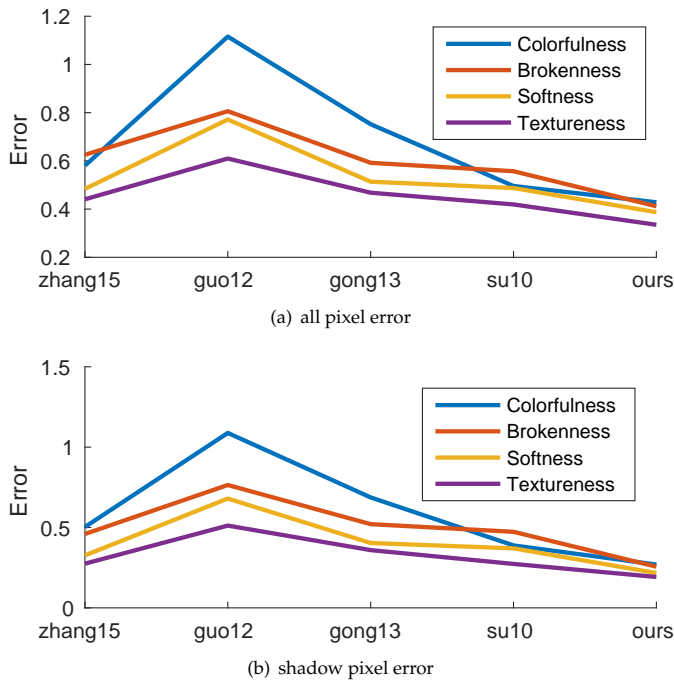 1.2
1
0.8
0.6
0.4
0.2
Error
Colorfulness
Brokenness
Softness
Textureness
zhang15 guo12 gong13 su10 ours
(a) all pixel error
1.5
1
0.5
0
Error
Colorfulness
Brokenness
Softness
Textureness
zhang15 guo12 gong13 su10 ours
(b) shadow pixel error